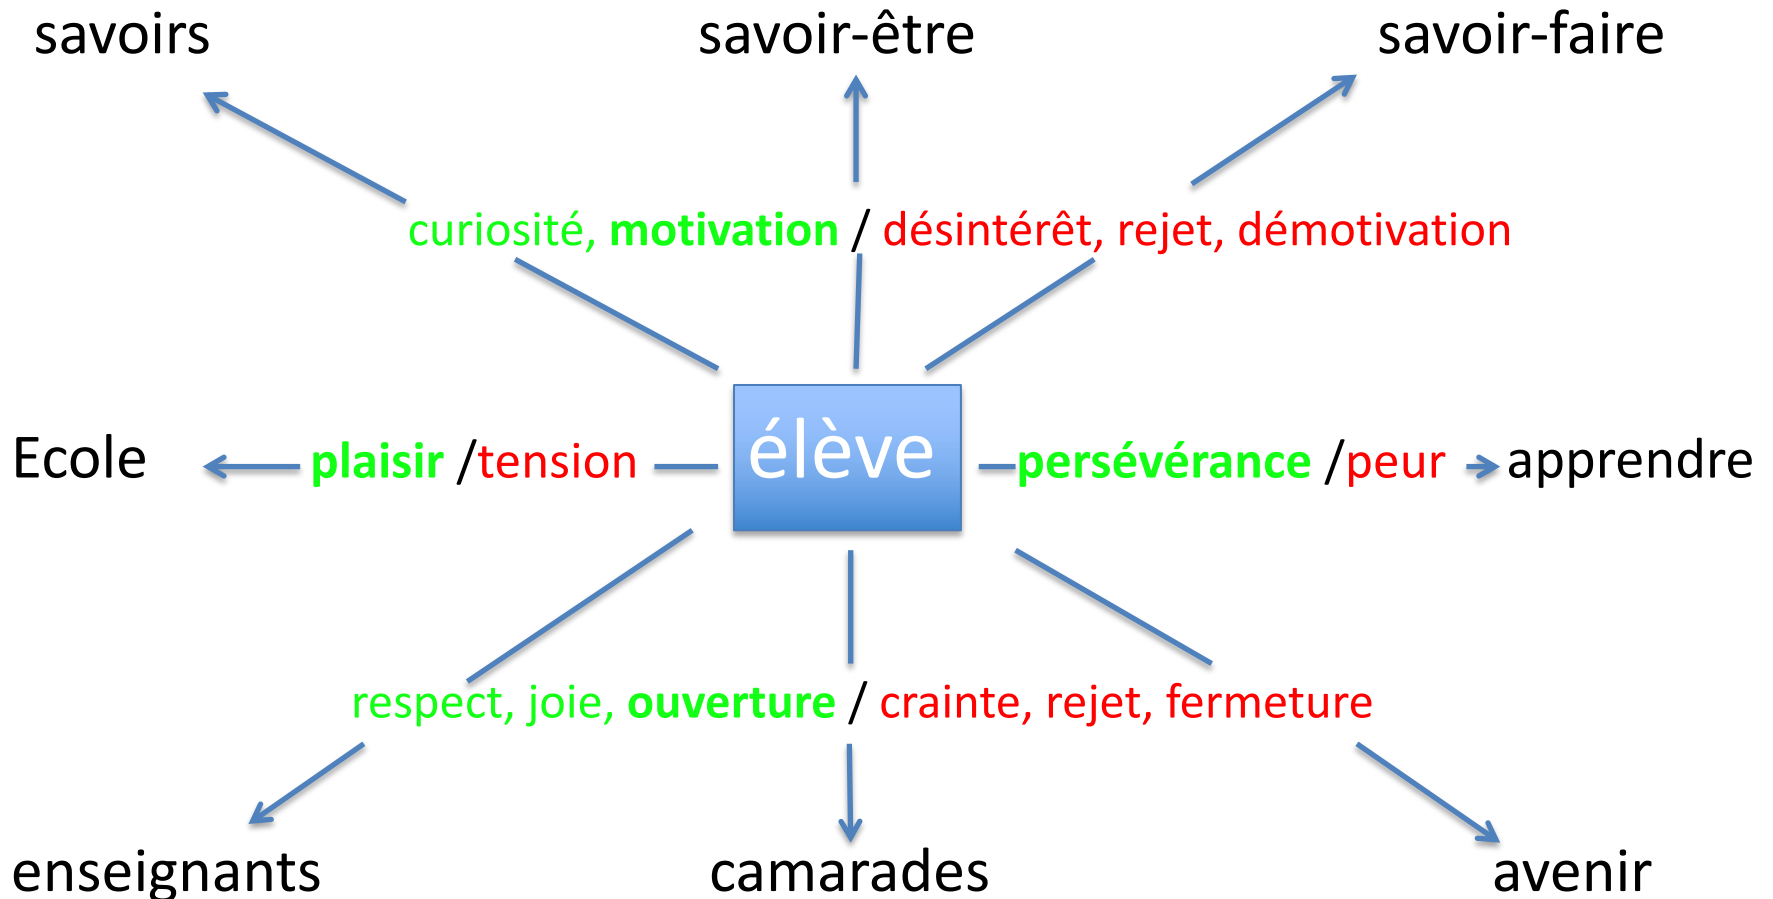 savoirs savoir-être savoir-faire
curiosité, motivation / désintérêt, rejet, démotivation
Ecole plaisir /tension élève persévérance /peur apprendre
respect, joie, ouverture / crainte, rejet, fermeture
enseignants camarades avenir